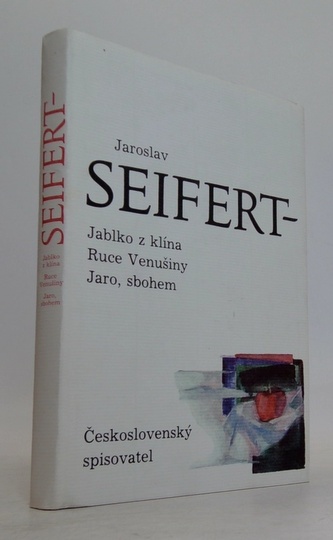 Jaroslav
SEIFERT-
Jablko z klína
Ruce Venušiny
Jaro, sbohem
Československý
spisovatel
SEIFERT-
Jablko
z klína
Ruce
Venušiny
Jaro,
sbohem